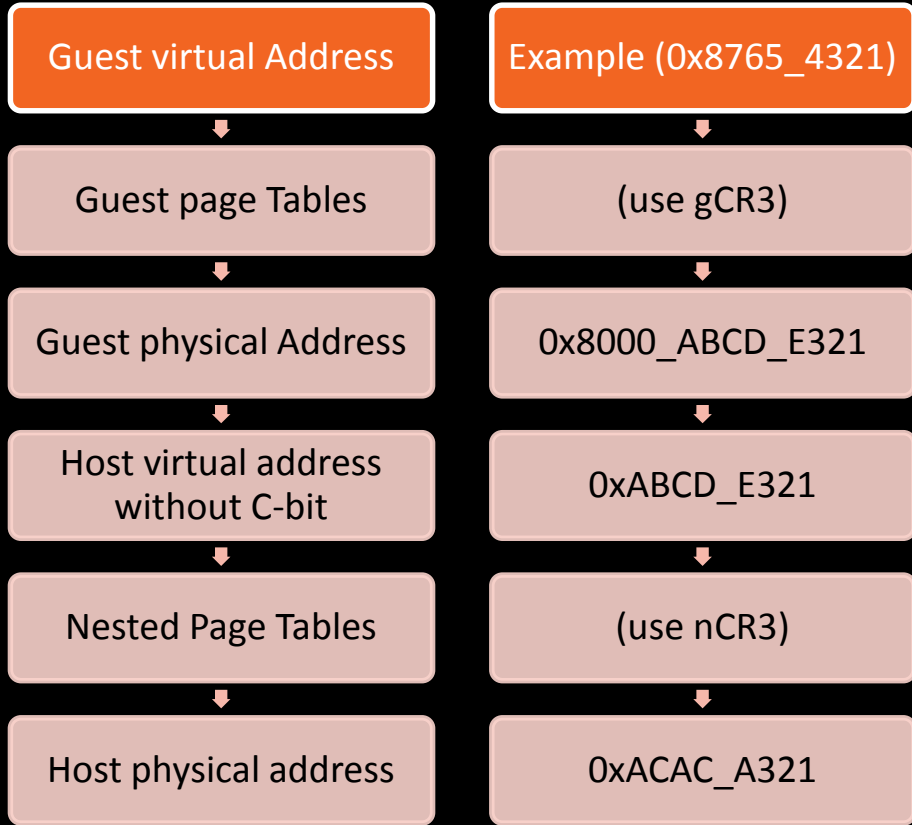 Guest virtual Address
Example (0x8765_4321)
Guest page Tables
(use gCR3)
Guest physical Address
0x8000_ABCD_E321
Host virtual address
without C-bit
0xABCD_E321
Nested Page Tables
(use nCR3)
Host physical address
0xACAC_A321